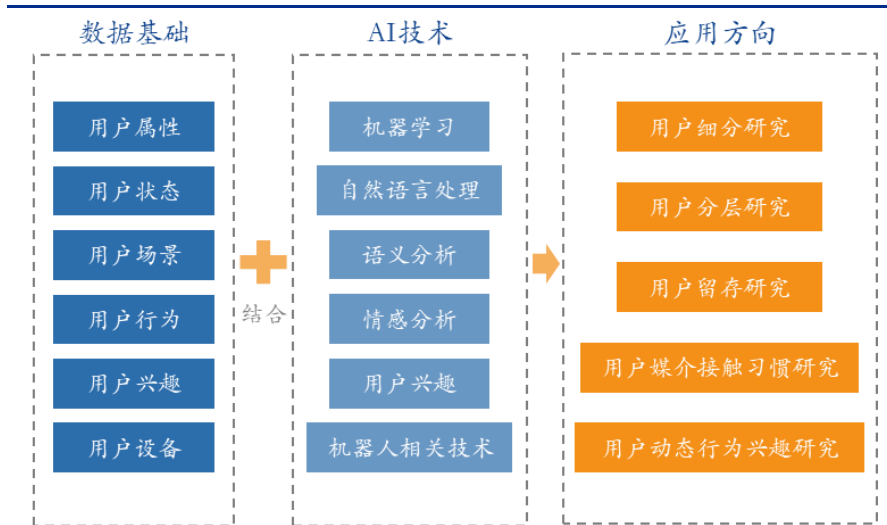 数据基础
用户属性
用户状态
用户场景
用户行为
用户兴趣
用户设备
结合
AI技术
机器学习
自然语言处理
语义分析
情感分析
用户兴趣
机器人相关技术
应用方向
用户细分研究
用户分层研究
用户留存研究
用户媒介接触习惯研究
用户动态行为兴趣研究